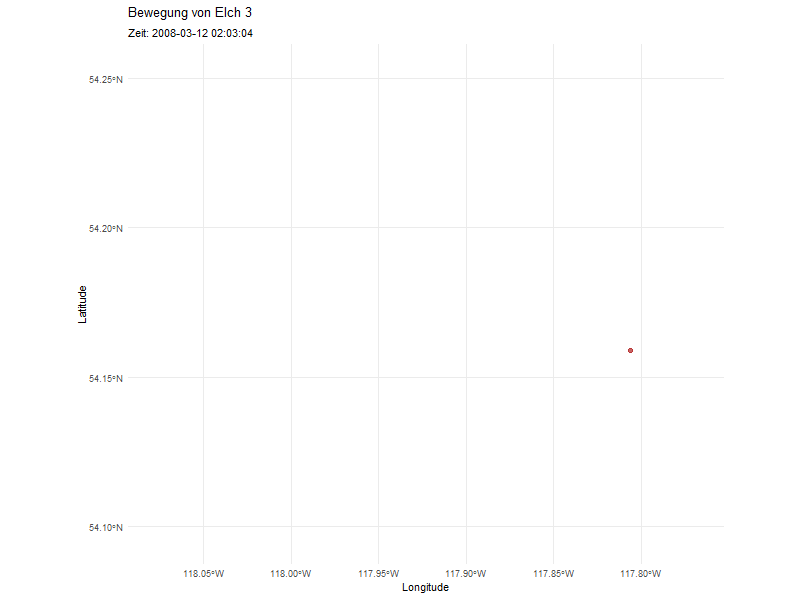 Bewegung von Elch 3
Zeit: 2008-03-12 02:03:04
54.25°N
54.20°N
54.15°N
54.10°N
Latitude
118.05°W
118.00°W
117.95°W
117.90°W
117.85°W
117.80°W
Longitude